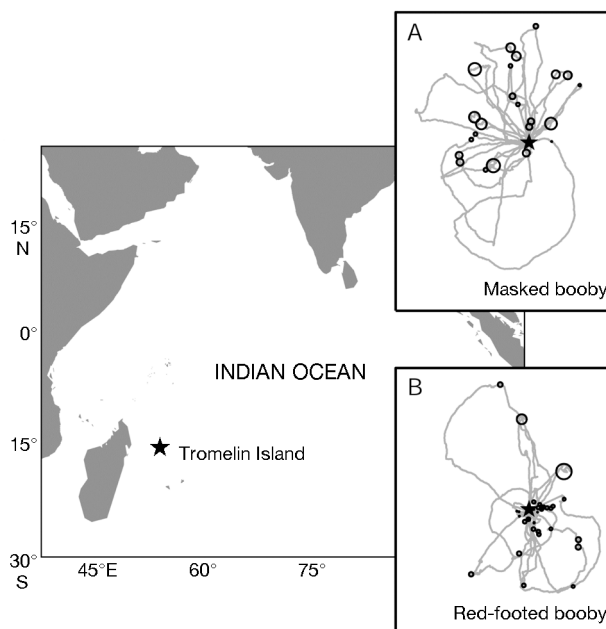 A
Masked booby
15°
N
0°
INDIAN OCEAN
B
15°
Tromelin Island
30°
S
45°E
60°
75°
Red-footed booby